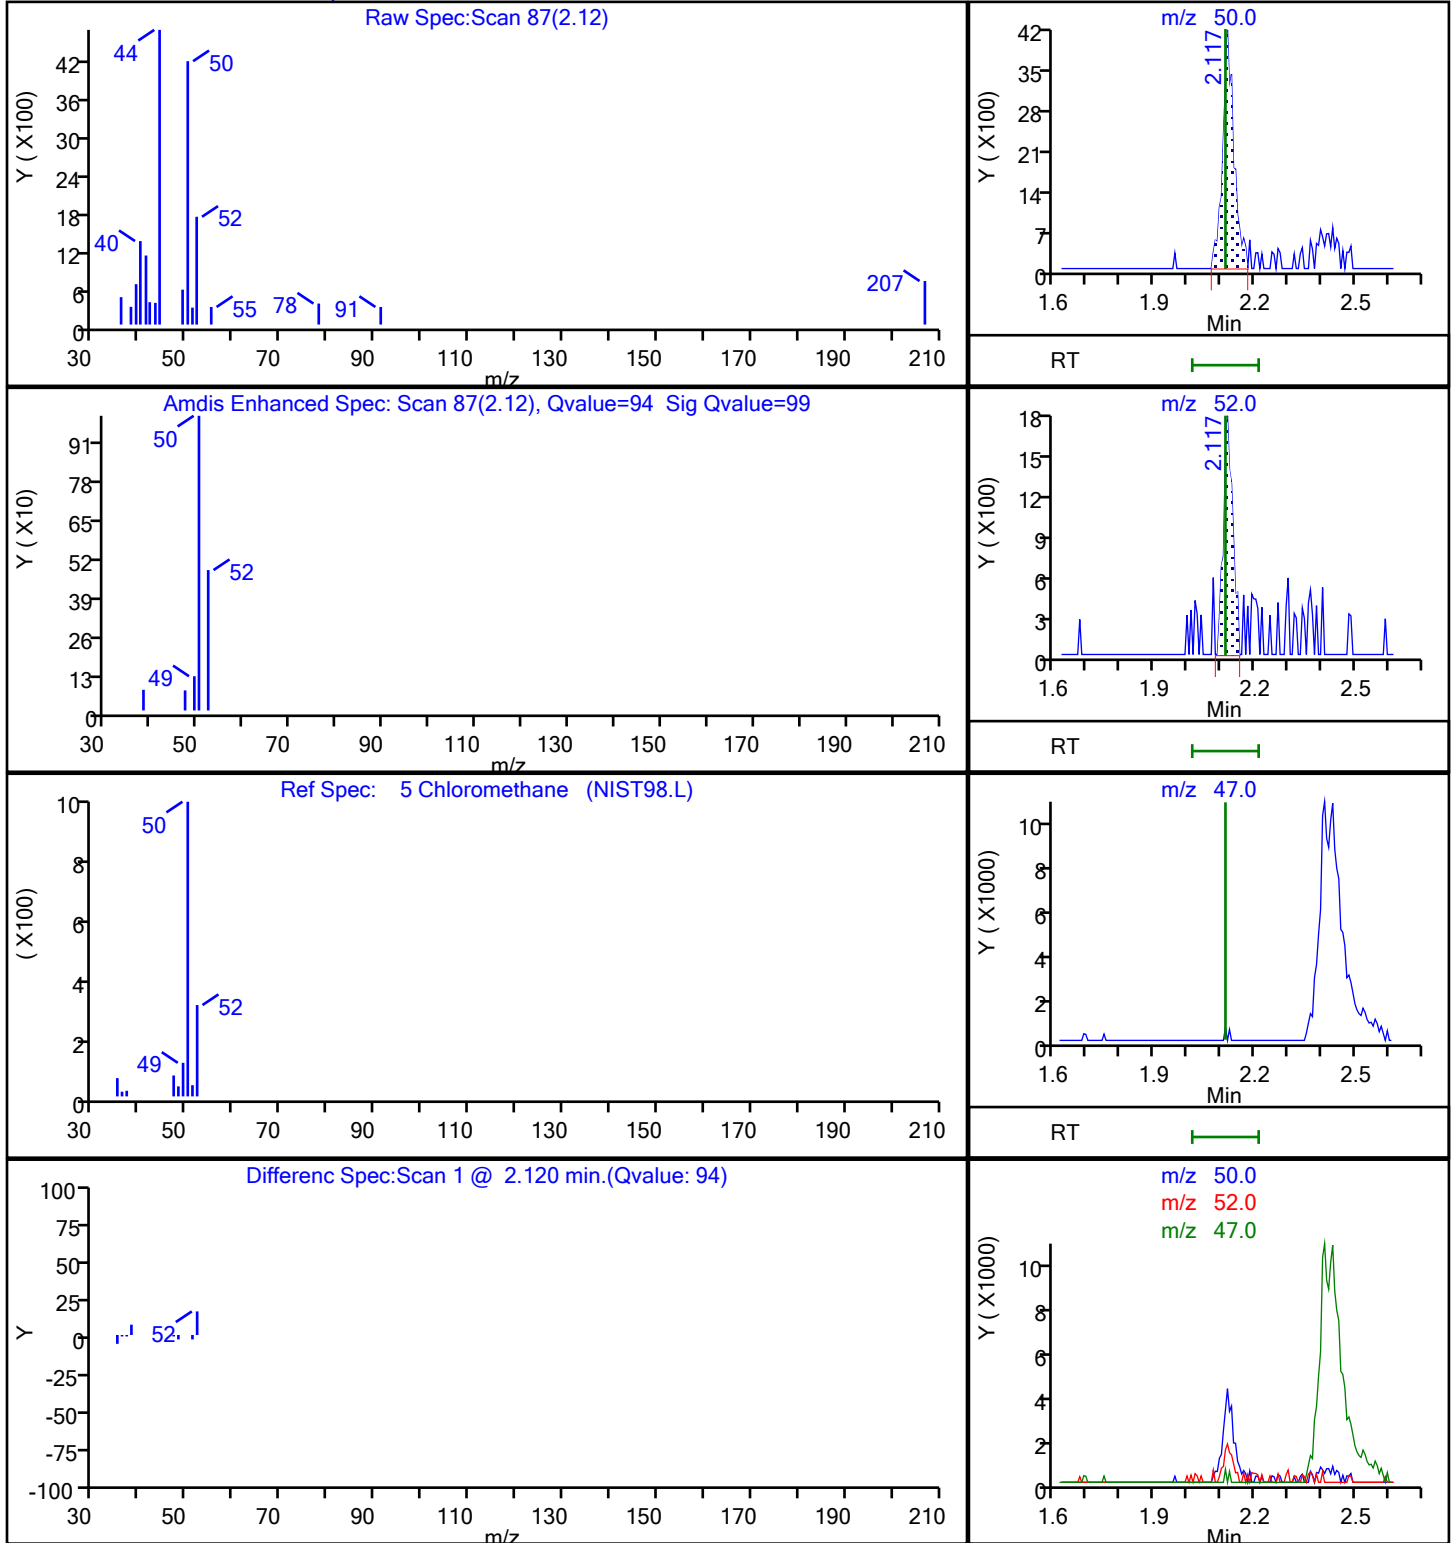 Raw Spec:Scan 87(2.12)
Y ( X100)
42
36
30
24
18
12
6
0
44
50
52
40
55
78
91
207
30 50 70 90 110 130 150 170 190 210
m/z
m/z 50.0
Y ( X100)
42
35
28
21
14
7
0
2.117
1.6 1.9 2.2 2.5
Min
RT
Amdis Enhanced Spec: Scan 87(2.12), Qvalue=94 Sig Qvalue=99
Y ( X10)
91
78
65
52
39
26
13
0
50
52
49
30 50 70 90 110 130 150 170 190 210
m/z
m/z 52.0
Y ( X100)
18
15
12
9
6
3
0
2.117
1.6 1.9 2.2 2.5
Min
RT
Ref Spec: 5 Chloromethane (NIST98.L)
( X100)
10
8
6
4
2
0
50
52
49
30 50 70 90 110 130 150 170 190 210
m/z 47.0
Y ( X1000)
10
8
6
4
2
0
1.6 1.9 2.2 2.5
Min
RT
Differenc Spec:Scan 1 @ 2.120 min.(Qvalue: 94)
Y
100
75
50
25
0
-25
-50
-75
-100
52
30 50 70 90 110 130 150 170 190 210
m/z
m/z 50.0
m/z 52.0
m/z 47.0
Y ( X1000)
10
8
6
4
2
0
1.6 1.9 2.2 2.5
Min